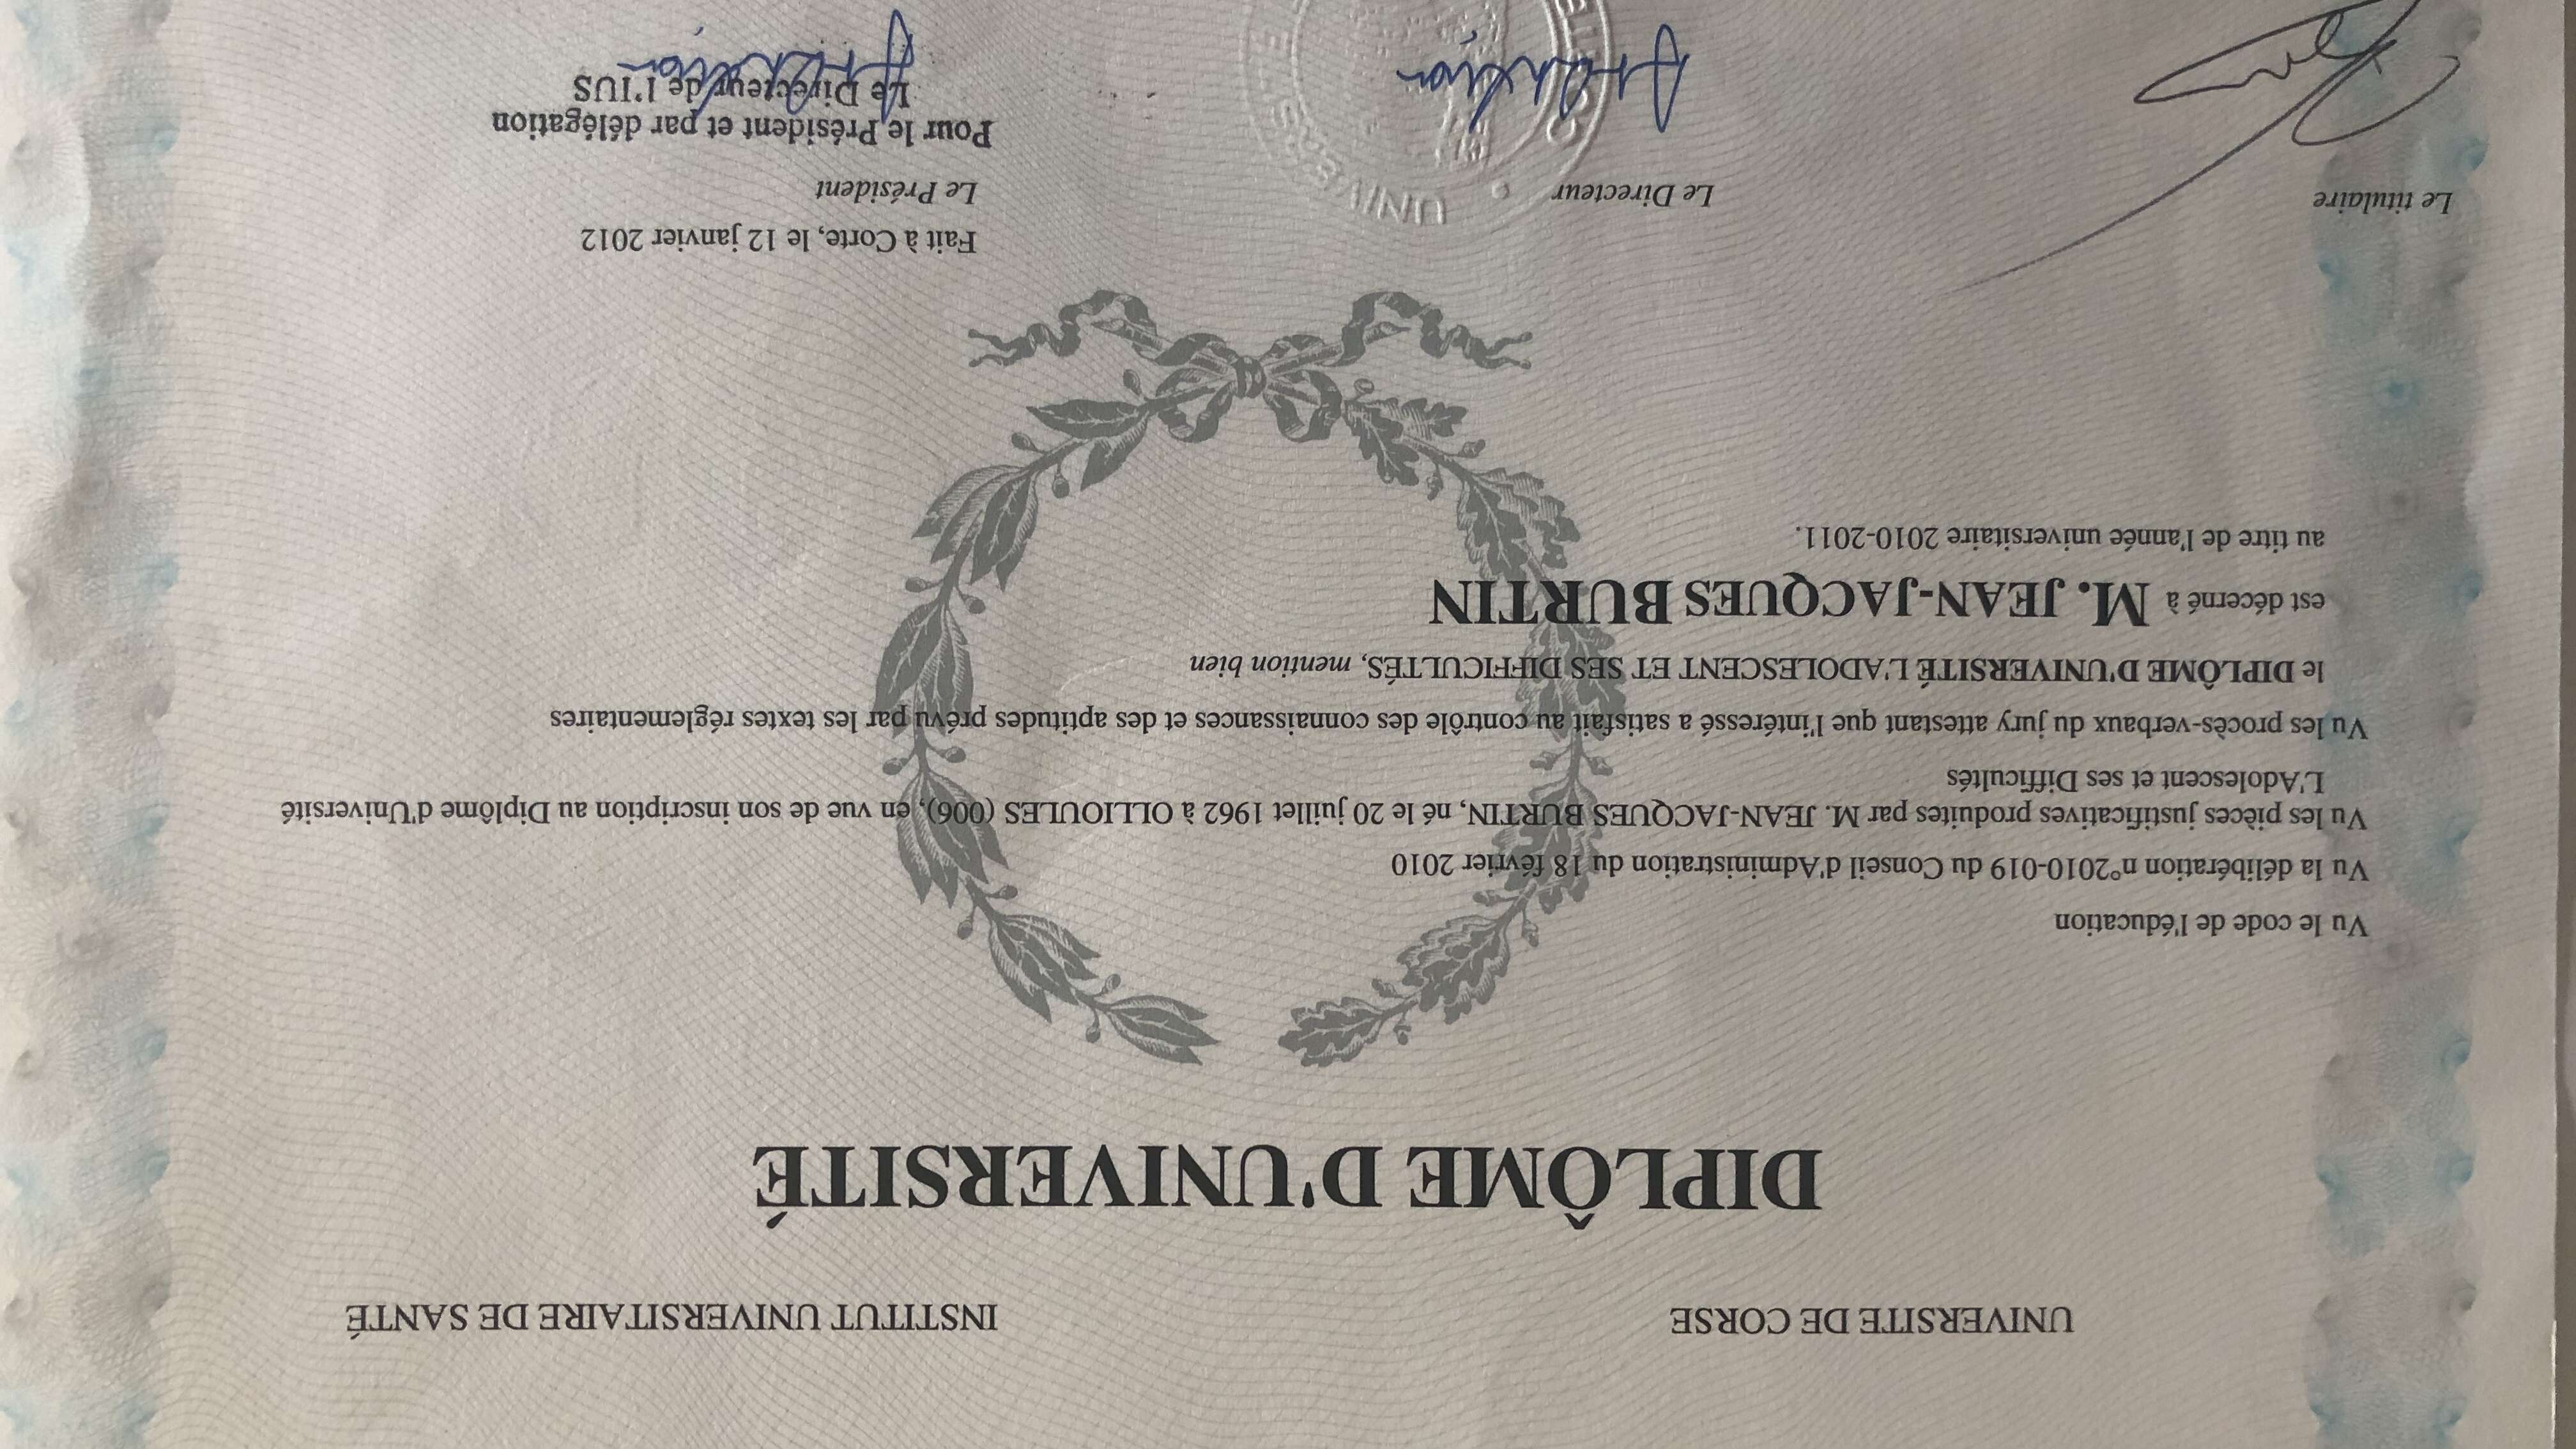 UNIVERSITE DE CORSE
INSTITUT UNIVERSITAIRE DE SANTÉ
DIPLÔME D'UNIVERSITÉ
Vu le code de l'éducation
Vu la délibération n°2010-019 du Conseil d'Administration du 18 février 2010
Vu les pièces justificatives produites par M. JEAN-JACQUES BURTIN, né le 20 juillet 1962 à OLLIOULES (006), en vue de son inscription au Diplôme d'Université
L'Adolescent et ses Difficultés
Vu les procès-verbaux du jury attestant que l'intéressé a satisfait au contrôle des connaissances et des aptitudes prévu par les textes réglementaires
le DIPLÔME D'UNIVERSITÉ L'ADOLESCENT ET SES DIFFICULTÉS, mention bien
est décerné à M. JEAN-JACQUES BURTIN
au titre de l'année universitaire 2010-2011.
Fait à Corte, le 12 janvier 2012
Le titulaire
Le Directeur
Le Président
Pour le Président et par délégation
Le Directeur de l'IUS